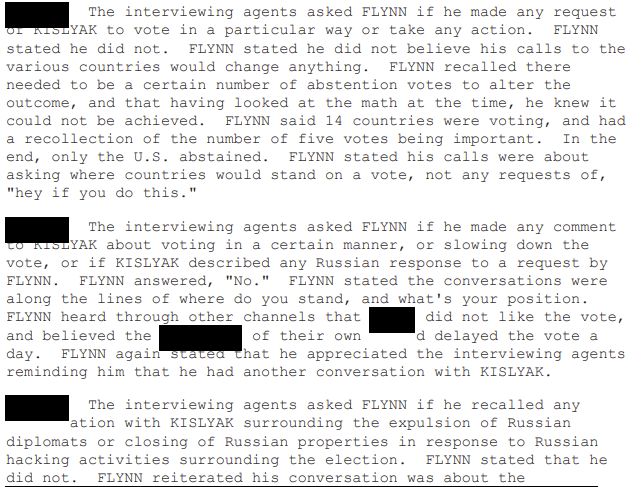 The interviewing agents asked FLYNN if he made any request
of KISLYAK to vote in a particular way or take any action. FLYNN
stated he did not. FLYNN stated he did not believe his calls to the
various countries would change anything. FLYNN recalled there
needed to be a certain number of abstention votes to alter the
outcome, and that having looked at the math at the time, he knew it
could not be achieved. FLYNN said 14 countries were voting, and had
a recollection of the number of five votes being important. In the
end, only the U.S. abstained. FLYNN stated his calls were about
asking where countries would stand on a vote, not any requests of,
"hey if you do this."
The interviewing agents asked FLYNN if he made any comment
to KISLYAK about voting in a certain manner, or slowing down the
vote, or if KISLYAK described any Russian response to a request by
FLYNN. FLYNN answered, "No." FLYNN stated the conversations were
along the lines of where do you stand, and what's your position.
FLYNN heard through other channels that did not like the vote,
and believed the of their own d delayed the vote a
day. FLYNN again stated that he appreciated the interviewing agents
reminding him that he had another conversation with KISLYAK.
The interviewing agents asked FLYNN if he recalled any
ation with KISLYAK surrounding the expulsion of Russian
diplomats or closing of Russian properties in response to Russian
hacking activities surrounding the election. FLYNN stated that he
did not. FLYNN reiterated his conversation was about the